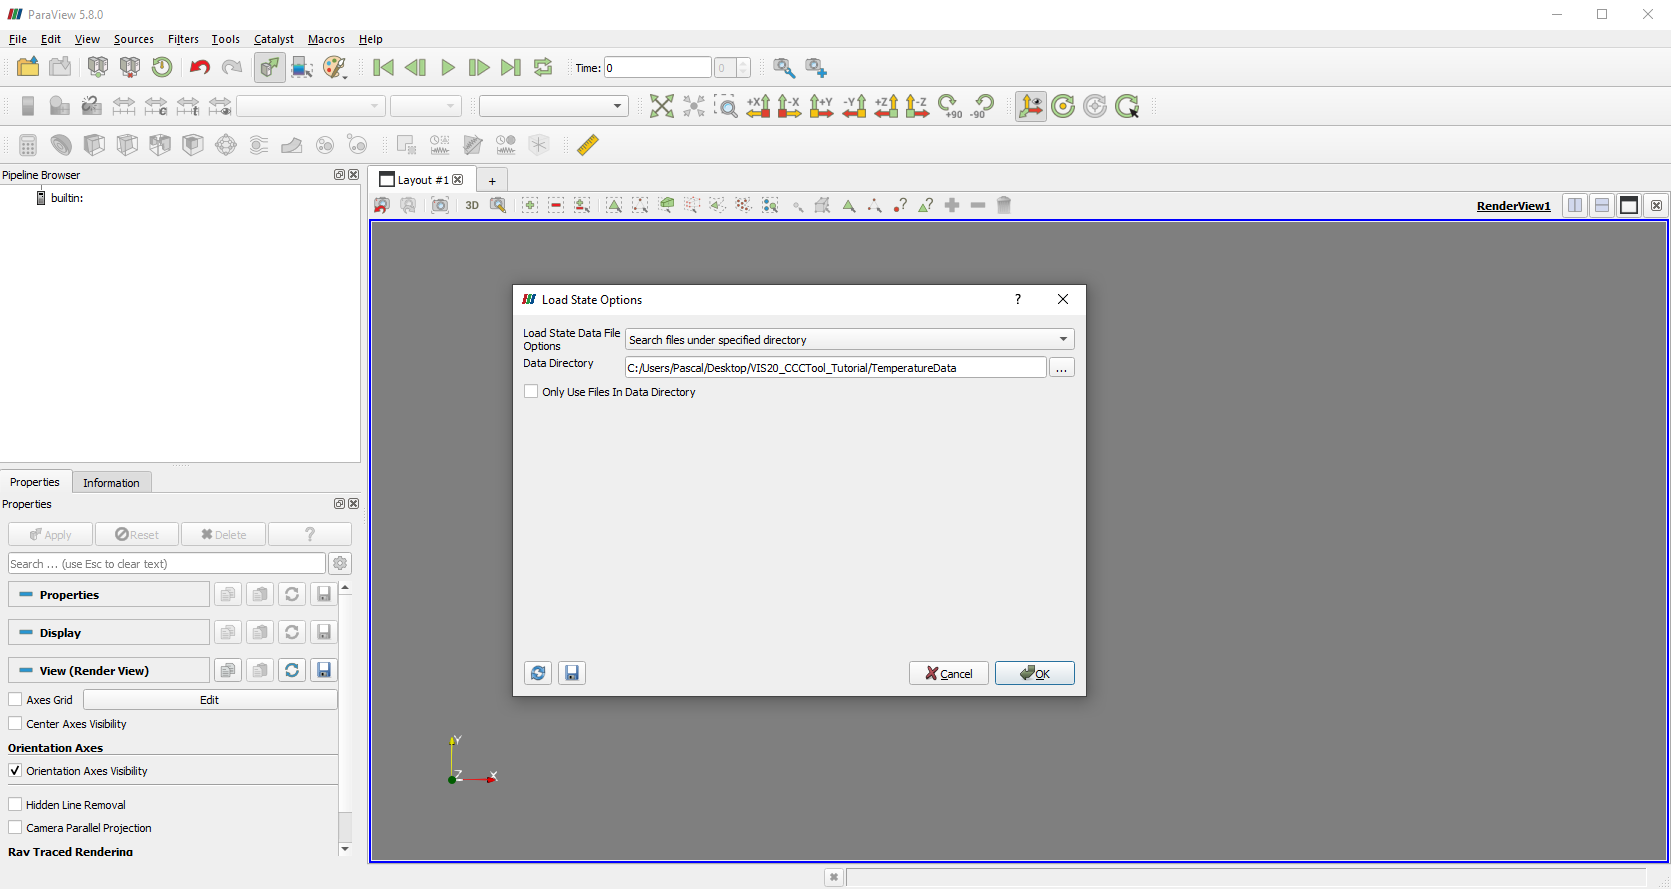 ParaView 5.8.0
File Edit View Sources Filters Tools Catalyst Macros Help
Time: 0 0
+X -X +Y -Y +Z -Z +90 -90
Pipeline Browser
builtin:
Layout #1 +
3D
RenderView1
Load State Options ?
Load State Data File Options
Search files under specified directory
Data Directory
C:/Users/Pascal/Desktop/VIS20_CCCTool_Tutorial/TemperatureData
...
Only Use Files In Data Directory
Cancel
OK
Properties Information
Properties
Apply Reset Delete ?
Search ... (use Esc to clear text)
Properties
Display
View (Render View)
Axes Grid Edit
Center Axes Visibility
Orientation Axes
Orientation Axes Visibility
Hidden Line Removal
Camera Parallel Projection
Ray Traced Rendering
Y
Z X